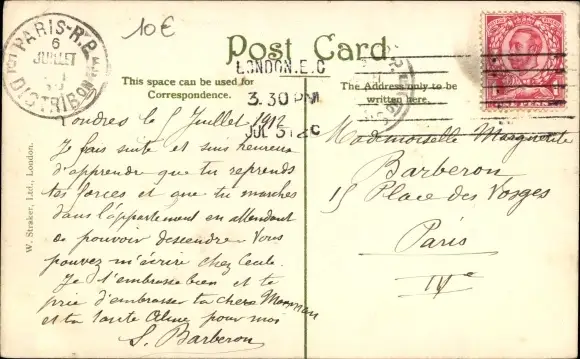 PARIS-R.P.
6
JUILLET
DISTRIBON
10€
Post Card
LONDON.E.C
3.30 PM
JUL 5 12 C
This space can be used for
Correspondence.
The Address only to be
written here.
W. Straker, Ltd., London.
Londres le 5 Juillet 1912
Je fais suite et suis heureux
d'apprendre que tu reprends
tes forces et que tu marches
dans l'appartement en attendant
de pouvoir descendre. Vous
pouvez m'écrire chez Cecile.
Je t'embrasse bien et te
prie d'embrasser ta chere Maman
et ta tante Aline pour moi
S. Barberon
Mademoiselle Marguerite
Barberon
15 Place des Vosges
Paris
IVe